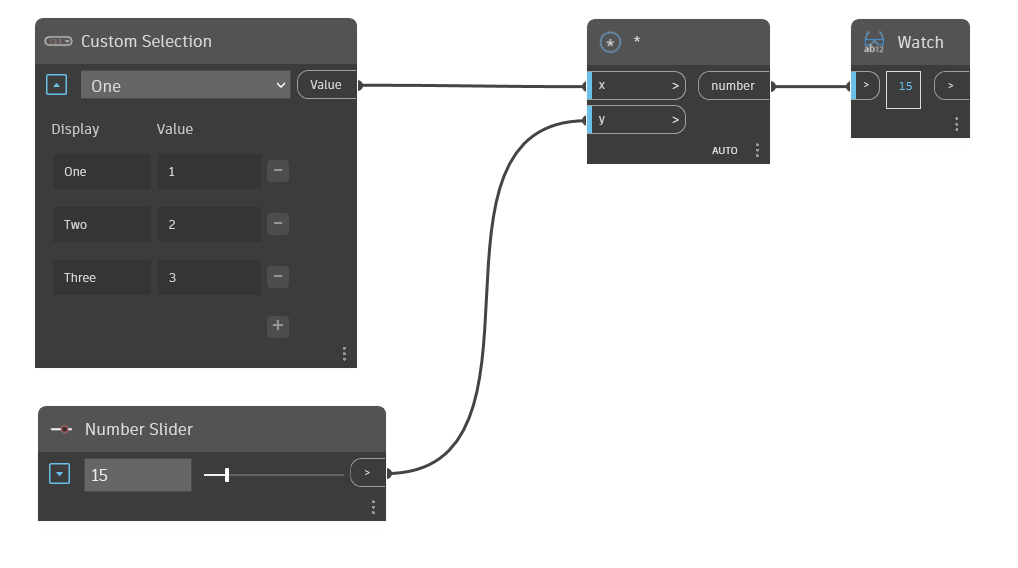 Custom Selection
One
Value
Display Value
One 1 −
Two 2 −
Three 3 −
+
Number Slider
15
>
* *
x >
number
y >
AUTO
ab12 Watch
>
15
>